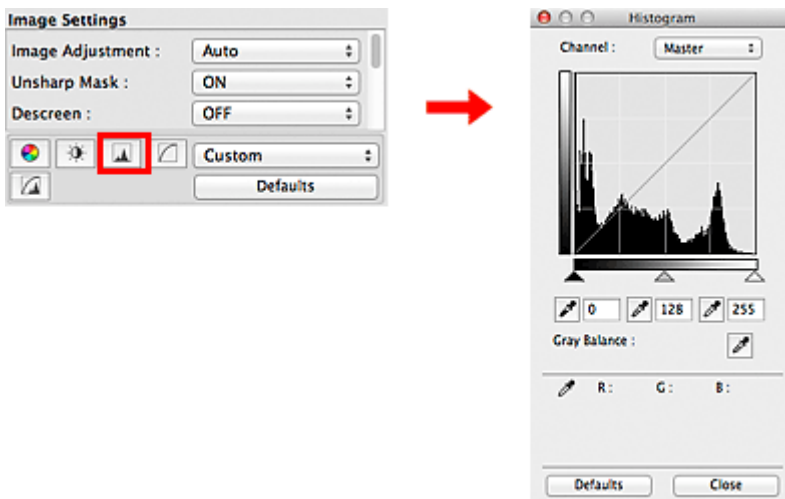 Image Settings
Image Adjustment : Auto
Unsharp Mask : ON
Descreen : OFF
Custom
Defaults
Histogram
Channel : Master
0 128 255
Gray Balance :
R : G : B :
Defaults Close